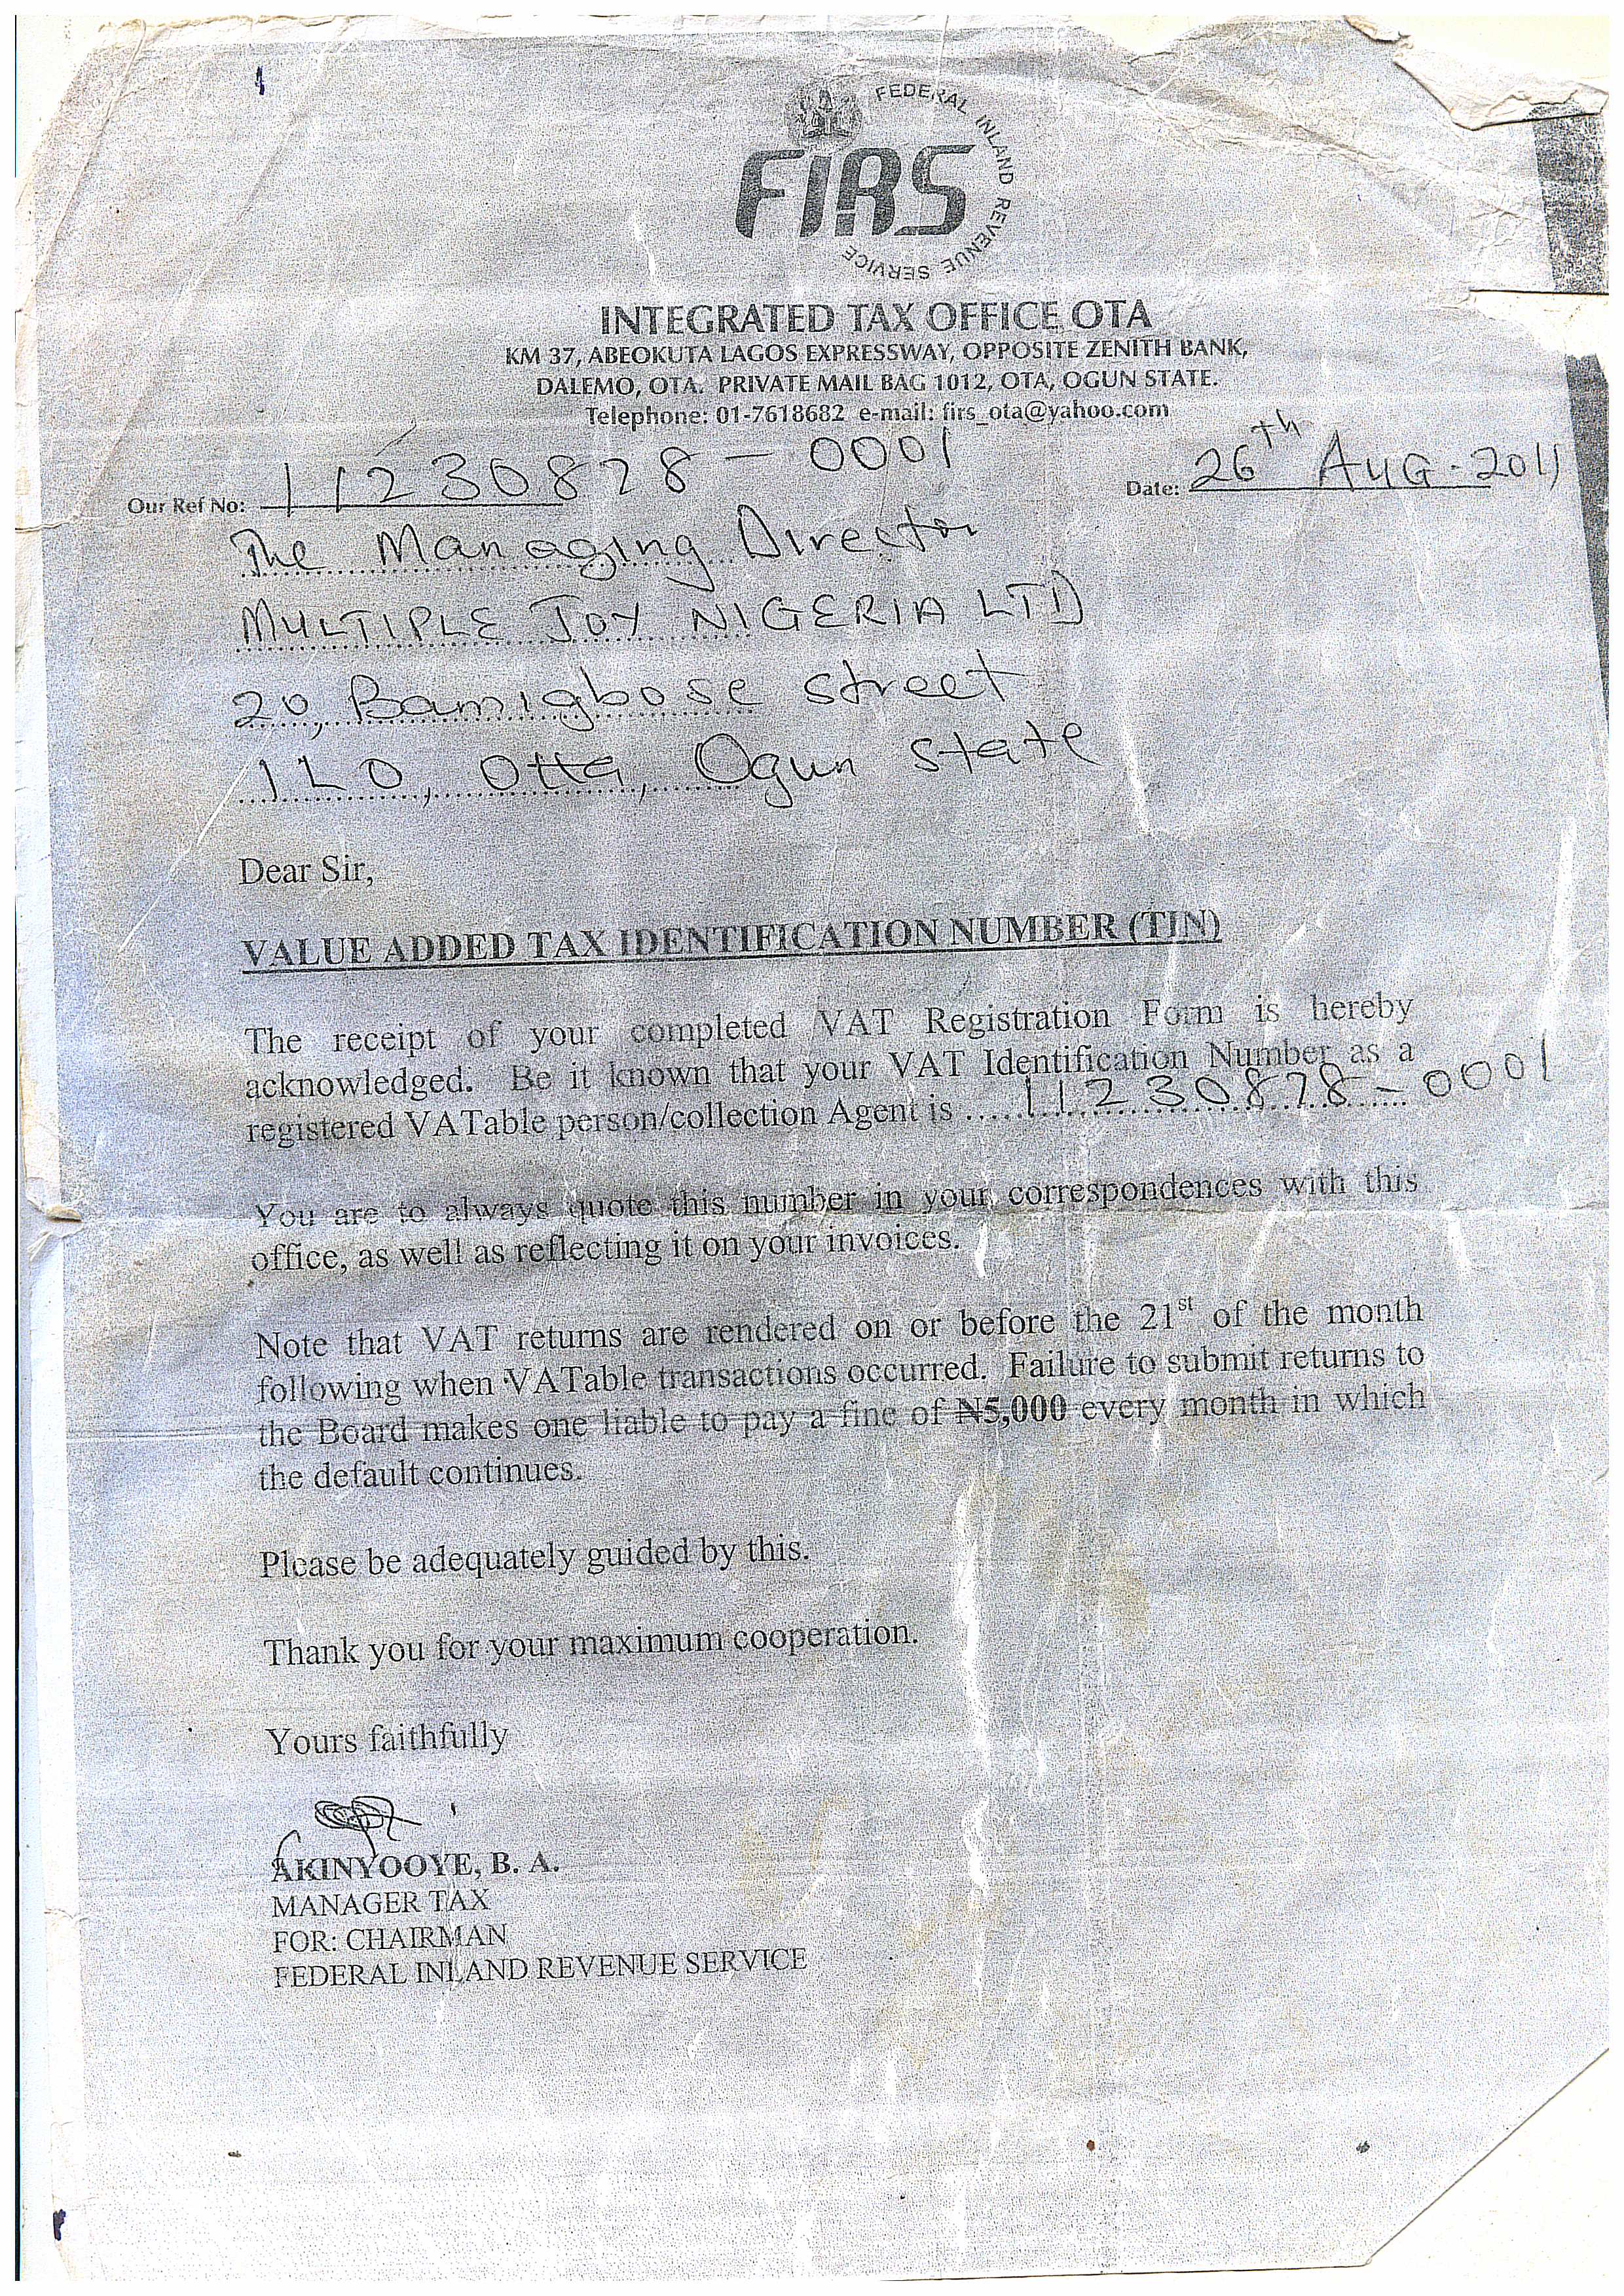 FIRS
FEDERAL INLAND REVENUE SERVICE
INTEGRATED TAX OFFICE OTA
KM 37, ABEOKUTA LAGOS EXPRESSWAY, OPPOSITE ZENITH BANK,
DALEMO, OTA. PRIVATE MAIL BAG 1012, OTA, OGUN STATE.
Telephone: 01-7618682 e-mail: firs_ota@yahoo.com
Our Ref No: 11230878-0001 Date: 26th AUG. 2011
The Managing Director
MULTIPLE JOY NIGERIA LTD
20, Bamigbose street
ILO, Otta, Ogun state
Dear Sir,
VALUE ADDED TAX IDENTIFICATION NUMBER (TIN)
The receipt of your completed VAT Registration Form is hereby
acknowledged. Be it known that your VAT Identification Number as a
registered VATable person/collection Agent is ..... 11230878-0001
You are to always quote this number in your correspondences with this
office, as well as reflecting it on your invoices.
Note that VAT returns are rendered on or before the 21st of the month
following when VATable transactions occurred. Failure to submit returns to
the Board makes one liable to pay a fine of ₦5,000 every month in which
the default continues.
Please be adequately guided by this.
Thank you for your maximum cooperation.
Yours faithfully
AKINYOOYE, B. A.
MANAGER TAX
FOR: CHAIRMAN
FEDERAL INLAND REVENUE SERVICE